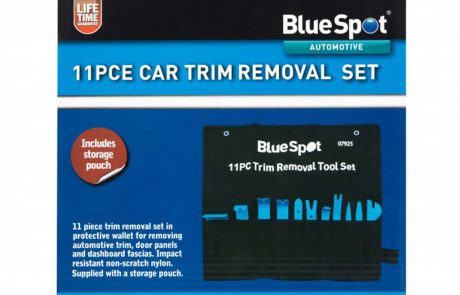 LIFE
TIME
GUARANTEE
BlueSpot®
AUTOMOTIVE
11PCE CAR TRIM REMOVAL SET
Includes
storage
pouch
BlueSpot
07925
11PC Trim Removal Tool Set
11 piece trim removal set in
protective wallet for removing
automotive trim, door panels
and dashboard fascias. Impact
resistant non-scratch nylon.
Supplied with a storage pouch.